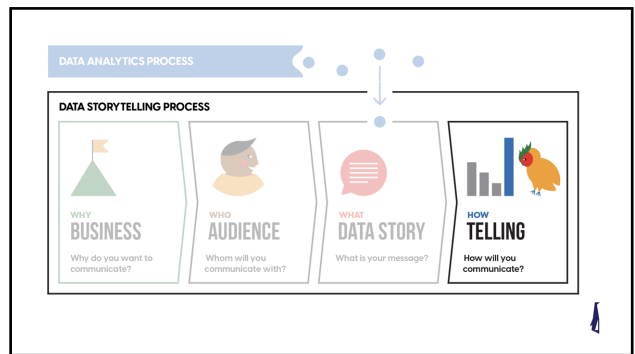 DATA ANALYTICS PROCESS
DATA STORYTELLING PROCESS
WHY
BUSINESS
Why do you want to
communicate?
WHO
AUDIENCE
Whom will you
communicate with?
WHAT
DATA STORY
What is your message?
HOW
TELLING
How will you
communicate?